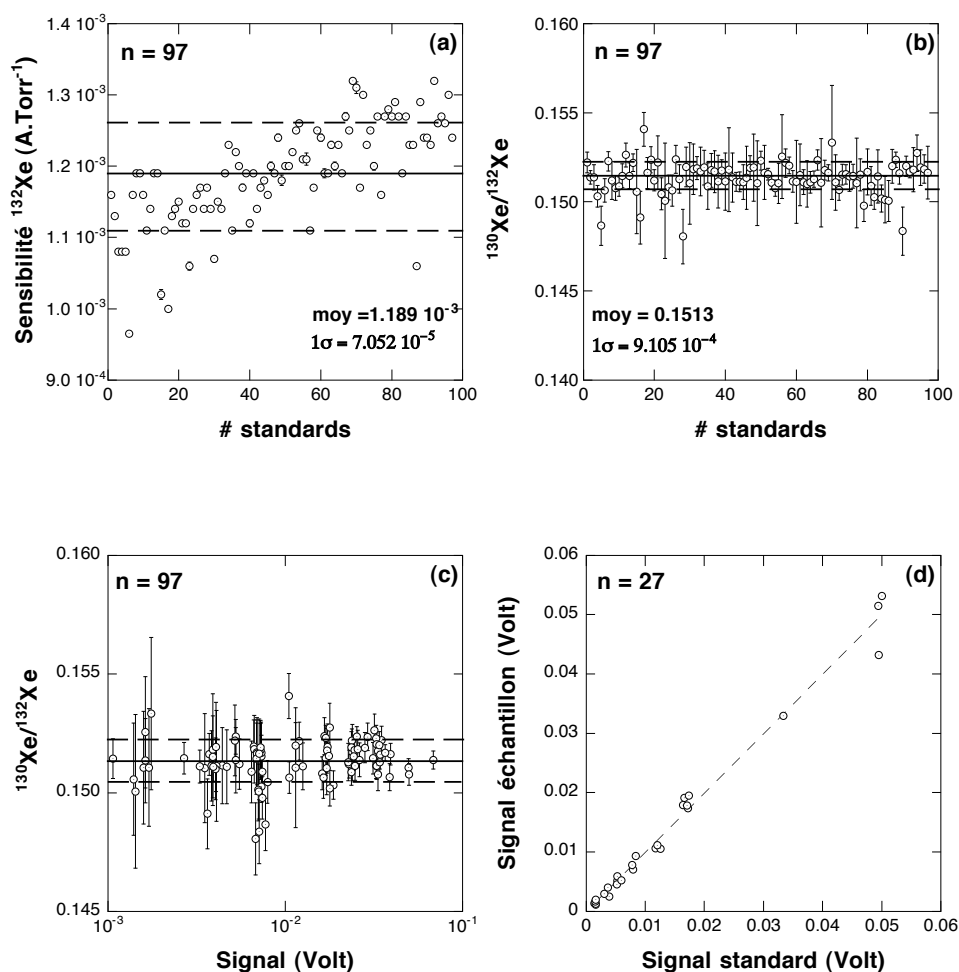 (a)
n = 97
Sensibilité ¹³²Xe (A.Torr⁻¹)
1.4 10⁻³
1.3 10⁻³
1.2 10⁻³
1.1 10⁻³
1.0 10⁻³
9.0 10⁻⁴
moy =1.189 10⁻³
1σ = 7.052 10⁻⁵
0 20 40 60 80 100
# standards
(b)
n = 97
¹³⁰Xe/¹³²Xe
0.160
0.155
0.150
0.145
0.140
moy = 0.1513
1σ = 9.105 10⁻⁴
0 20 40 60 80 100
# standards
(c)
n = 97
¹³⁰Xe/¹³²Xe
0.160
0.155
0.150
0.145
10⁻³ 10⁻² 10⁻¹
Signal (Volt)
(d)
n = 27
Signal échantillon (Volt)
0.06
0.05
0.04
0.03
0.02
0.01
0
0 0.01 0.02 0.03 0.04 0.05 0.06
Signal standard (Volt)